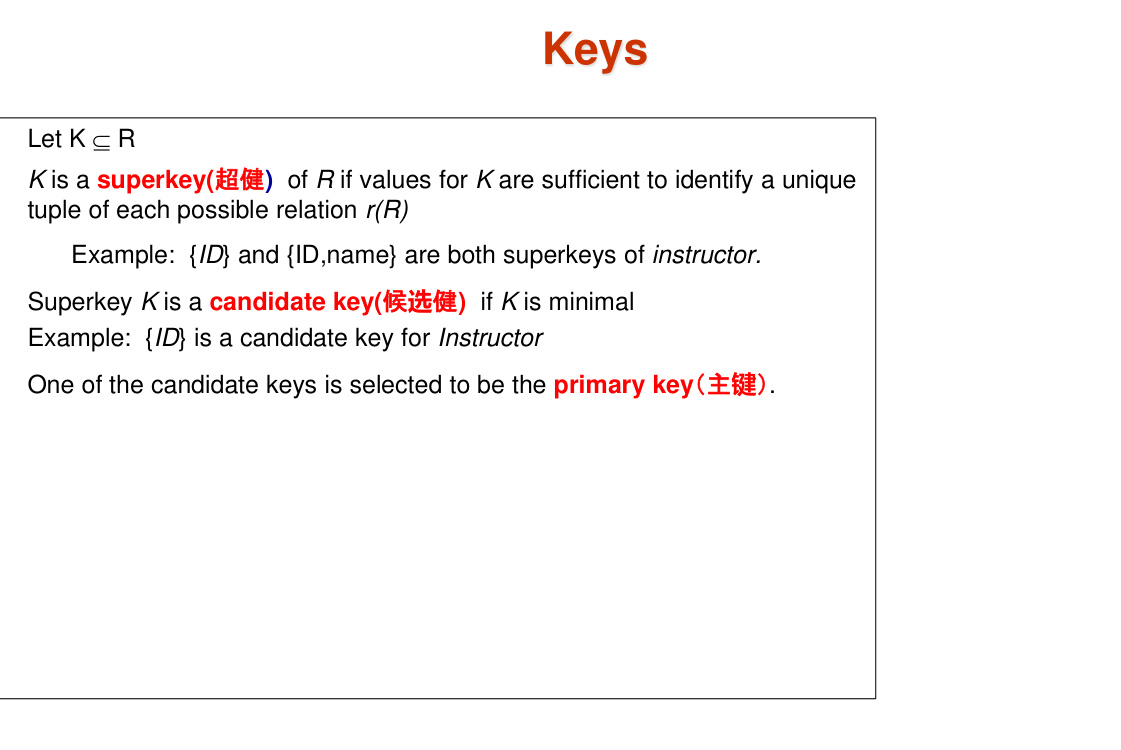 Keys
Let K ⊆ R
K is a superkey(超健) of R if values for K are sufficient to identify a unique
tuple of each possible relation r(R)
Example: {ID} and {ID,name} are both superkeys of instructor.
Superkey K is a candidate key(候选健) if K is minimal
Example: {ID} is a candidate key for Instructor
One of the candidate keys is selected to be the primary key（主键）.